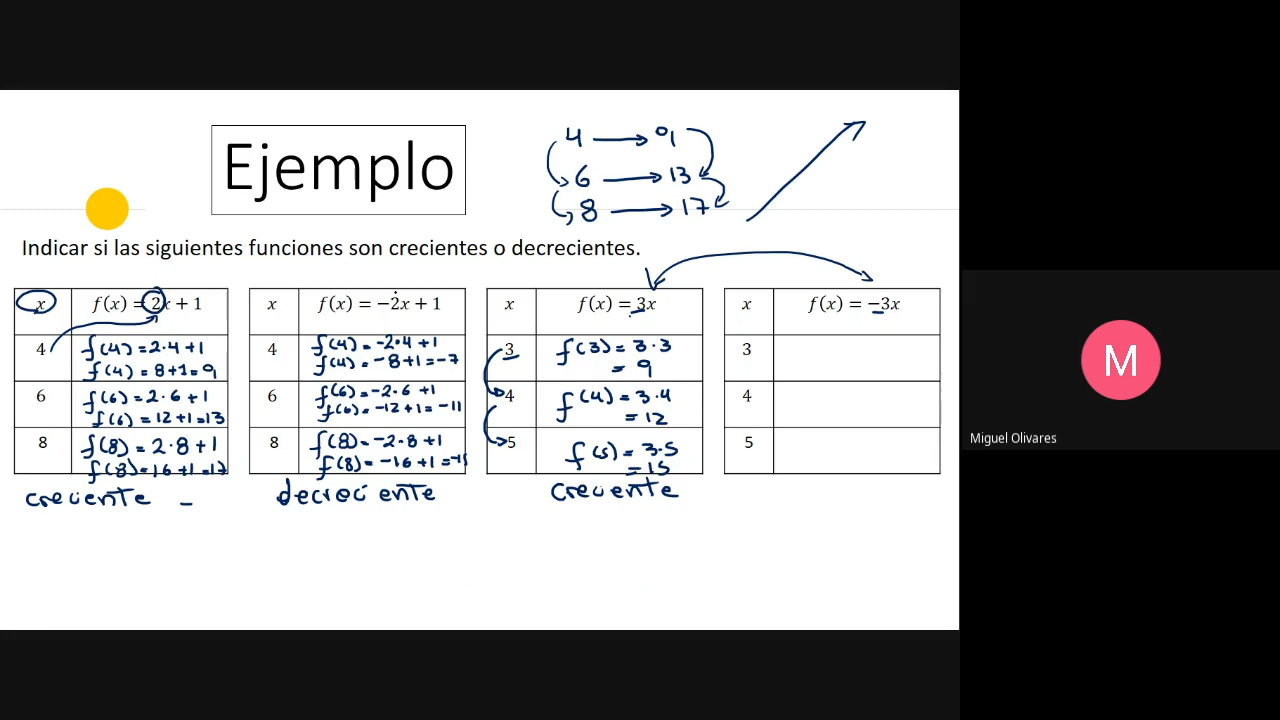 Ejemplo
4 → 9
6 → 13
8 → 17
Indicar si las siguientes funciones son crecientes o decrecientes.
x f(x) = 2x + 1
4 f(4) = 2·4 + 1
f(4) = 8+1 = 9
6 f(6) = 2·6 + 1
f(6) = 12+1 = 13
8 f(8) = 2·8 + 1
f(8) = 16+1 = 17
creciente
x f(x) = −2x + 1
4 f(4) = -2·4 + 1
f(4) = -8+1 = -7
6 f(6) = -2·6 + 1
f(6) = -12+1 = -11
8 f(8) = -2·8 + 1
f(8) = -16+1 =
decreciente
x f(x) = 3x
3 f(3) = 3·3
= 9
4 f(4) = 3·4
= 12
5 f(5) = 3·5
= 15
creciente
x f(x) = −3x
3
4
5
M
Miguel Olivares